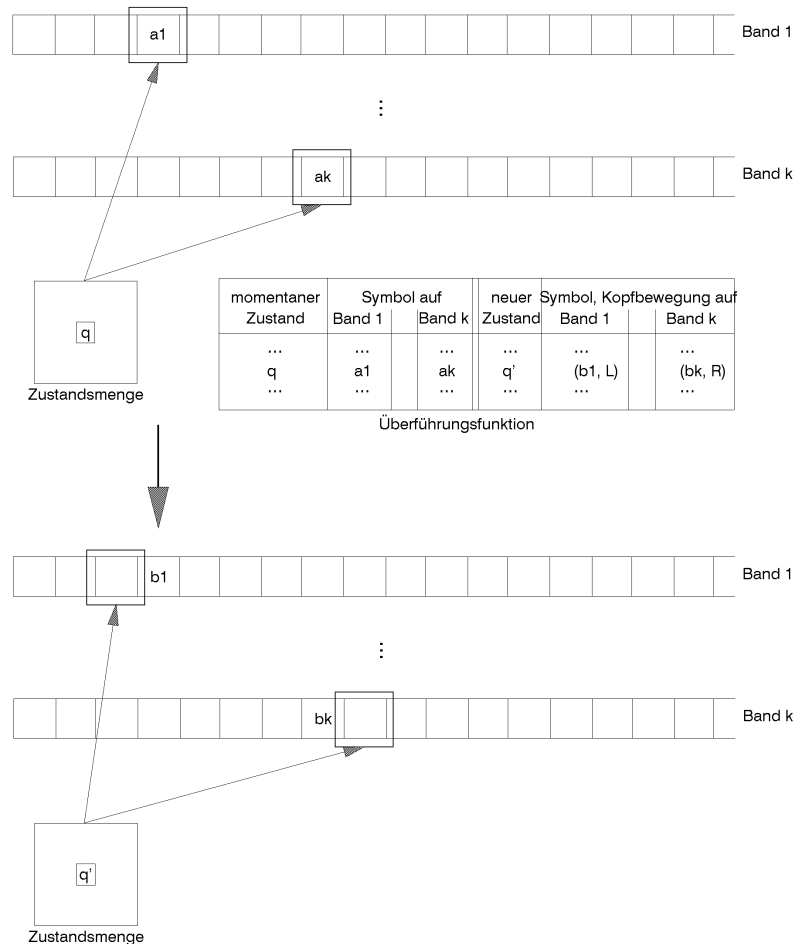 a1 Band 1
⋮
ak Band k
q
Zustandsmenge
momentaner Symbol auf neuer Symbol, Kopfbewegung auf
Zustand Band 1 Band k Zustand Band 1 Band k
... ... ... ... ... ...
q a1 ak q' (b1, L) (bk, R)
... ... ... ... ... ...
Überführungsfunktion
b1 Band 1
⋮
bk Band k
q'
Zustandsmenge